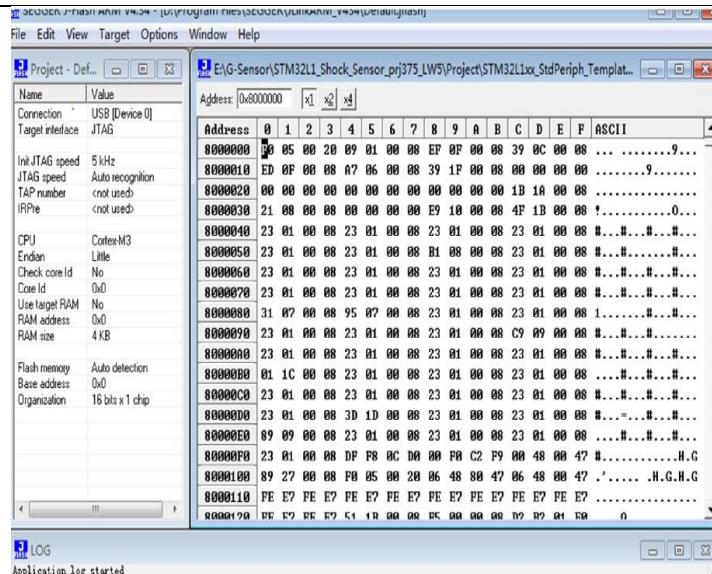 SEGGER J-Flash ARM V4.34 - [D:\Program Files\SEGGER\JLinkARM_V434\Default.jflash]
File Edit View Target Options Window Help
Project - Def...
Name Value
Connection USB [Device 0]
Target interface JTAG
Init JTAG speed 5 kHz
JTAG speed Auto recognition
TAP number <not used>
IRPre <not used>
CPU Cortex-M3
Endian Little
Check core Id No
Core Id 0x0
Use target RAM No
RAM address 0x0
RAM size 4 KB
Flash memory Auto detection
Base address 0x0
Organization 16 bits x 1 chip
E:\G-Sensor\STM32L1_Shock_Sensor_prj375_LW5\Project\STM32L1xx_StdPeriph_Templat...
Address: 0x8000000 x1 x2 x4
Address 0 1 2 3 4 5 6 7 8 9 A B C D E F ASCII
8000000 F0 05 00 20 09 01 00 08 EF 0F 00 08 39 0C 00 08 ... ........9...
8000010 ED 0F 00 08 A7 06 00 08 39 1F 00 08 00 00 00 00 ........9.......
8000020 00 00 00 00 00 00 00 00 00 00 00 00 1B 1A 00 08 ................
8000030 21 08 00 08 00 00 00 00 E9 10 00 08 4F 1B 00 08 !...........O...
8000040 23 01 00 08 23 01 00 08 23 01 00 08 23 01 00 08 #...#...#...#...
8000050 23 01 00 08 23 01 00 08 B1 08 00 08 23 01 00 08 #...#.......#...
8000060 23 01 00 08 23 01 00 08 23 01 00 08 23 01 00 08 #...#...#...#...
8000070 23 01 00 08 23 01 00 08 23 01 00 08 23 01 00 08 #...#...#...#...
8000080 31 07 00 08 95 07 00 08 23 01 00 08 23 01 00 08 1.......#...#...
8000090 23 01 00 08 23 01 00 08 23 01 00 08 C9 09 00 08 #...#...#.......
80000A0 23 01 00 08 23 01 00 08 23 01 00 08 23 01 00 08 #...#...#...#...
80000B0 01 1C 00 08 23 01 00 08 23 01 00 08 23 01 00 08 ....#...#...#...
80000C0 23 01 00 08 23 01 00 08 23 01 00 08 23 01 00 08 #...#...#...#...
80000D0 23 01 00 08 3D 1D 00 08 23 01 00 08 23 01 00 08 #...=...#...#...
80000E0 89 09 00 08 23 01 00 08 23 01 00 08 23 01 00 08 ....#...#...#...
80000F0 23 01 00 08 DF F8 0C D0 00 F0 C2 F9 00 48 00 47 #............H.G
8000100 89 27 00 08 F0 05 00 20 06 48 80 47 06 48 00 47 .'..... .H.G.H.G
8000110 FE E7 FE E7 FE E7 FE E7 FE E7 FE E7 FE E7 FE E7 ................
LOG
Application log started